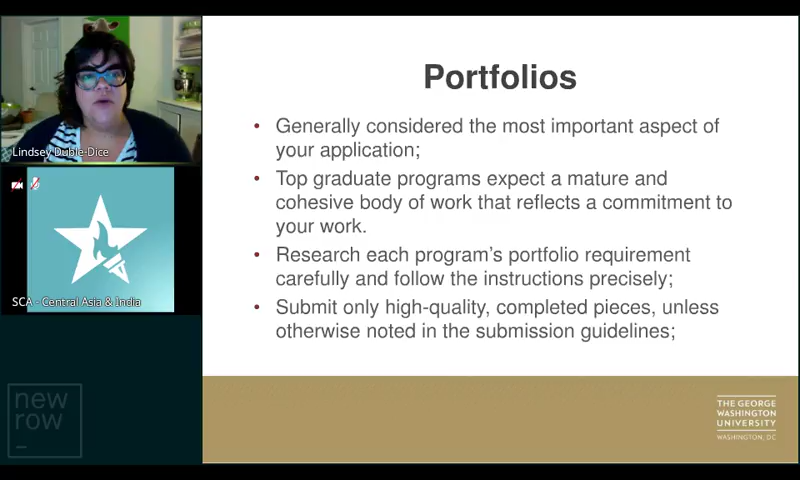 Lindsey Duble-Dice
SCA - Central Asia & India
new
row
Portfolios
• Generally considered the most important aspect of
your application;
• Top graduate programs expect a mature and
cohesive body of work that reflects a commitment to
your work.
• Research each program's portfolio requirement
carefully and follow the instructions precisely;
• Submit only high-quality, completed pieces, unless
otherwise noted in the submission guidelines;
THE GEORGE
WASHINGTON
UNIVERSITY
WASHINGTON, DC